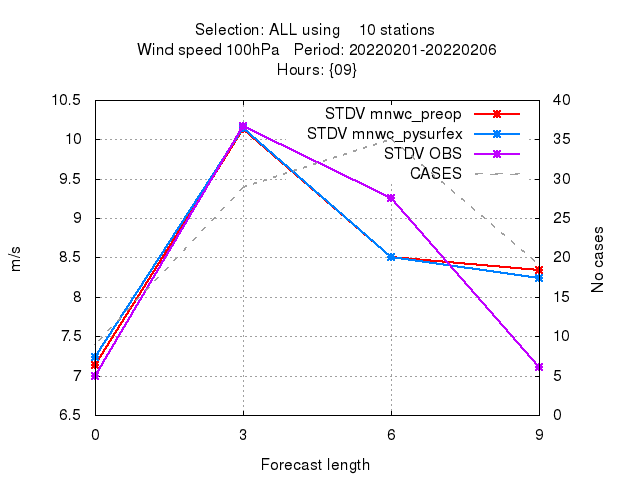 Selection: ALL using    10 stations
Wind speed 100hPa   Period: 20220201-20220206
Hours: {09}
STDV mnwc_preop
STDV mnwc_pysurfex
STDV OBS
CASES
10.5
10
9.5
9
8.5
8
7.5
7
6.5
m/s
40
35
30
25
20
15
10
5
0
No cases
0 3 6 9
Forecast length